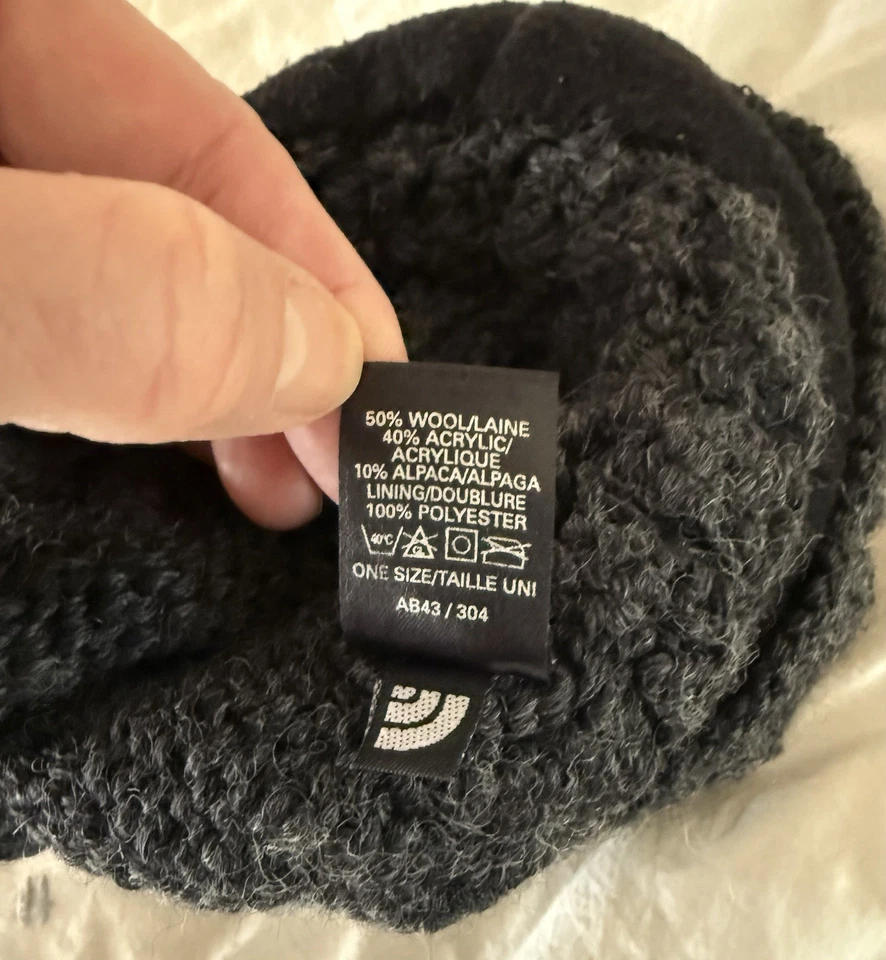 50% WOOL/LAINE
40% ACRYLIC/
ACRYLIQUE
10% ALPACA/ALPAGA
LINING/DOUBLURE
100% POLYESTER
40°C
ONE SIZE/TAILLE UNI
AB43 / 304